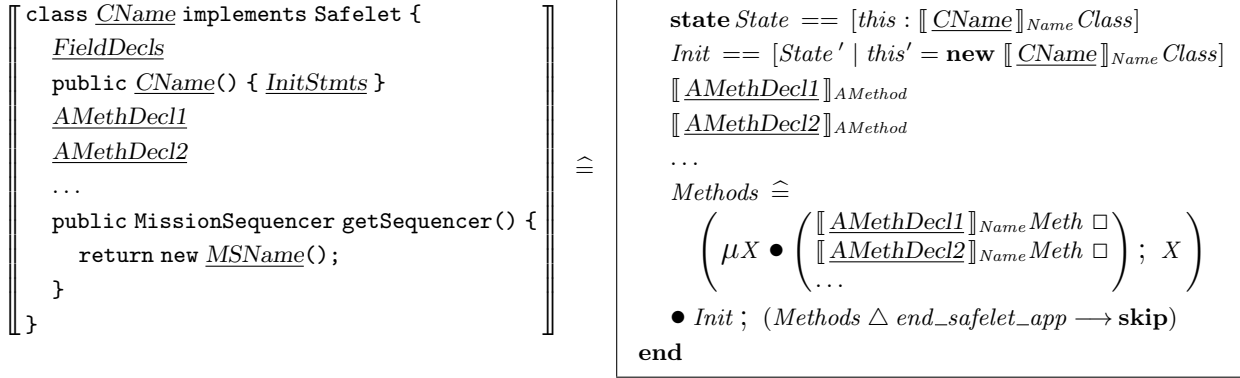 class CName implements Safelet {
FieldDecls
public CName() { InitStmts }
AMethDecl1
AMethDecl2
...
public MissionSequencer getSequencer() {
return new MSName();
}
}
≙
state State == [this : ⟦CName⟧Name Class]
Init == [State ′ | this′ = new ⟦CName⟧Name Class]
⟦AMethDecl1⟧AMethod
⟦AMethDecl2⟧AMethod
...
Methods ≙
( μX • ( ⟦AMethDecl1⟧Name Meth □
⟦AMethDecl2⟧Name Meth □
... ) ; X )
• Init ; (Methods △ end_safelet_app ⟶ skip)
end